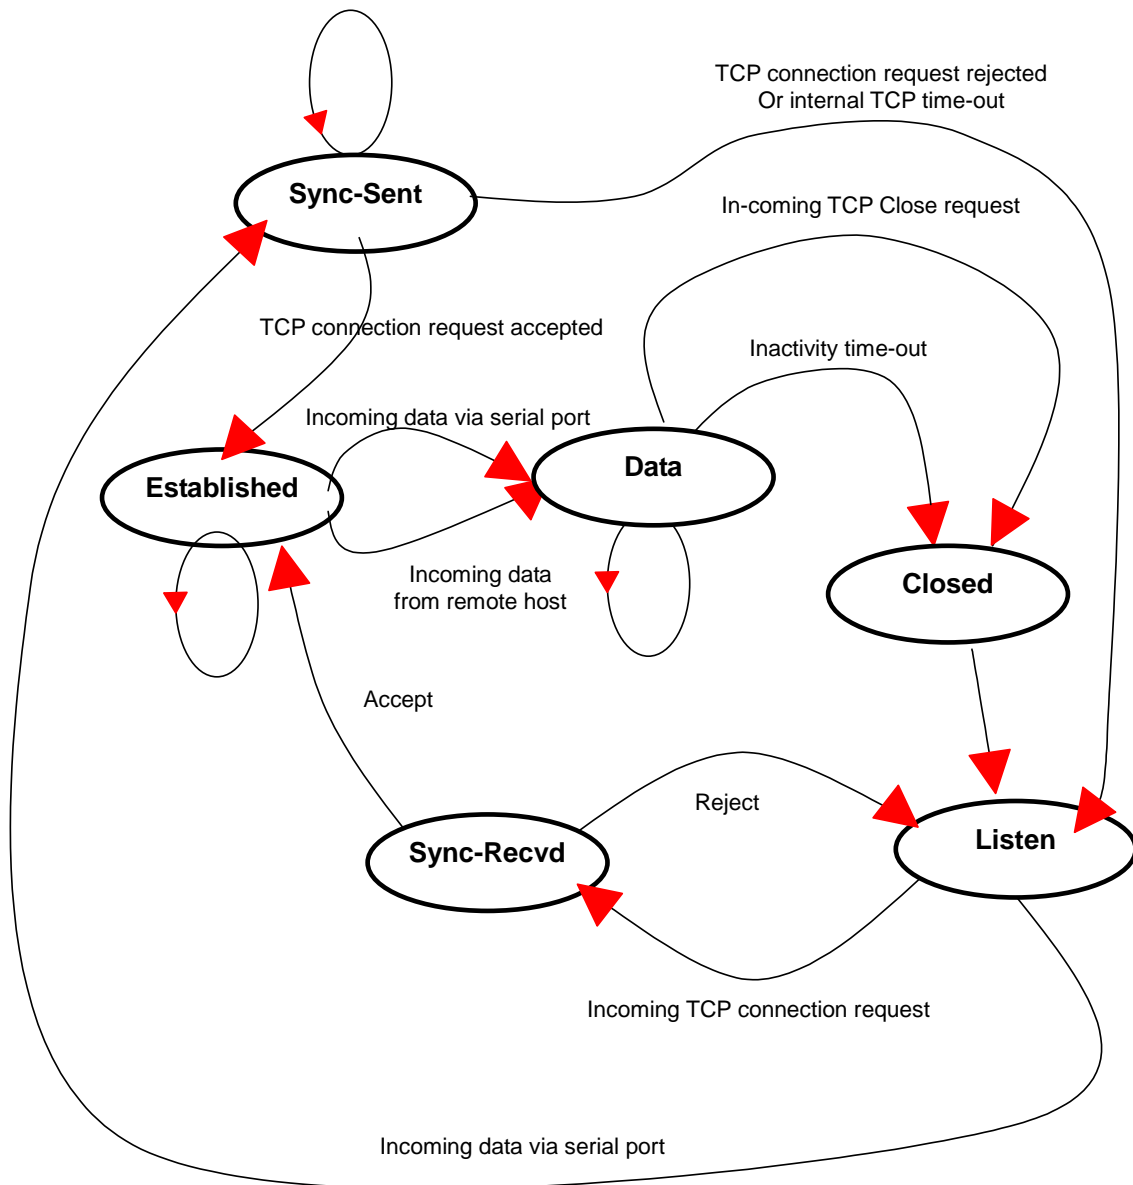 TCP connection request rejected
Or internal TCP time-out
Sync-Sent
In-coming TCP Close request
TCP connection request accepted
Inactivity time-out
Incoming data via serial port
Data
Established
Incoming data
from remote host
Closed
Accept
Reject
Listen
Sync-Recvd
Incoming TCP connection request
Incoming data via serial port